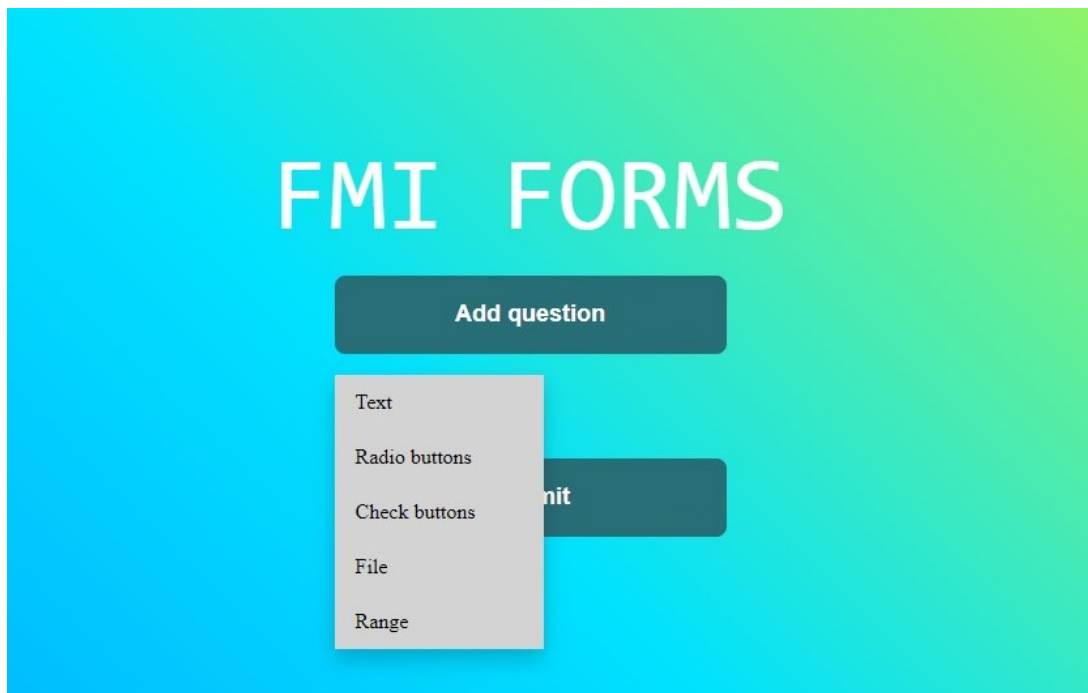 FMI FORMS
Add question
Text
Radio buttons
Check buttons
File
Range